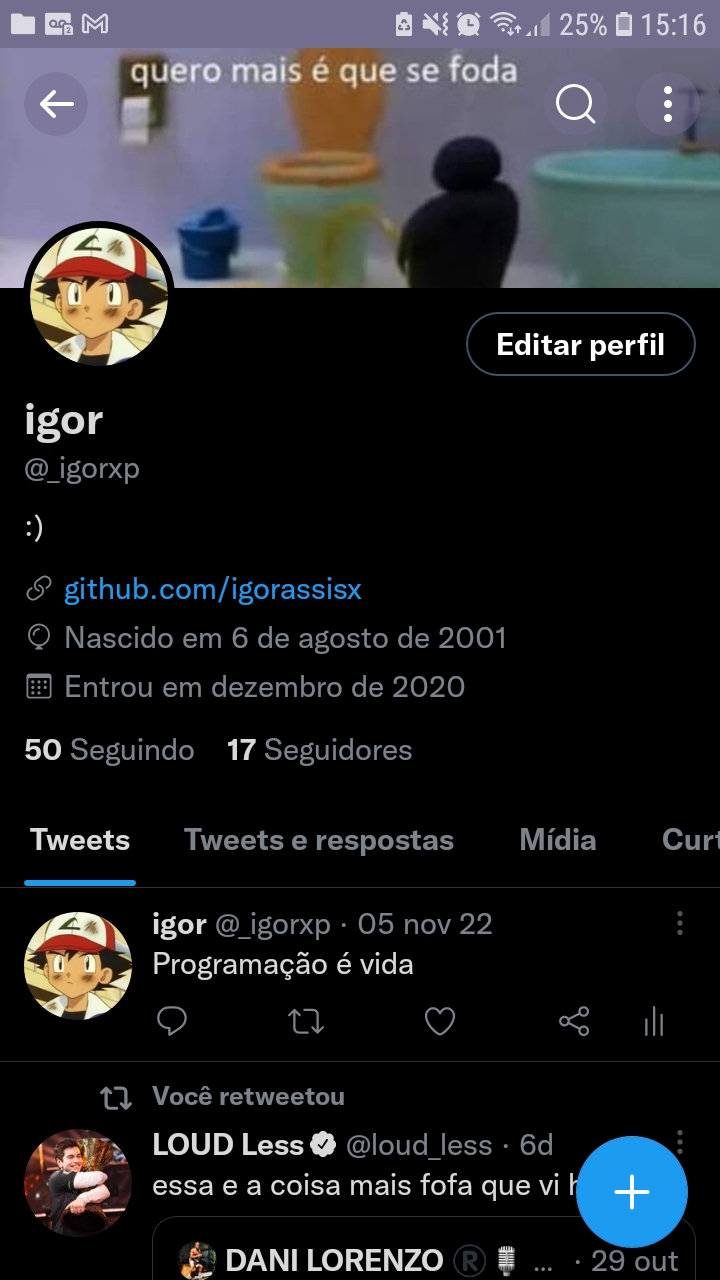 25% 15:16
quero mais é que se foda
Editar perfil
igor
@_igorxp
:)
github.com/igorassisx
Nascido em 6 de agosto de 2001
Entrou em dezembro de 2020
50 Seguindo 17 Seguidores
Tweets Tweets e respostas Mídia Curt
igor @_igorxp · 05 nov 22
Programação é vida
Você retweetou
LOUD Less @loud_less · 6d
essa e a coisa mais fofa que vi h
DANI LORENZO ® 🎙 ... · 29 out